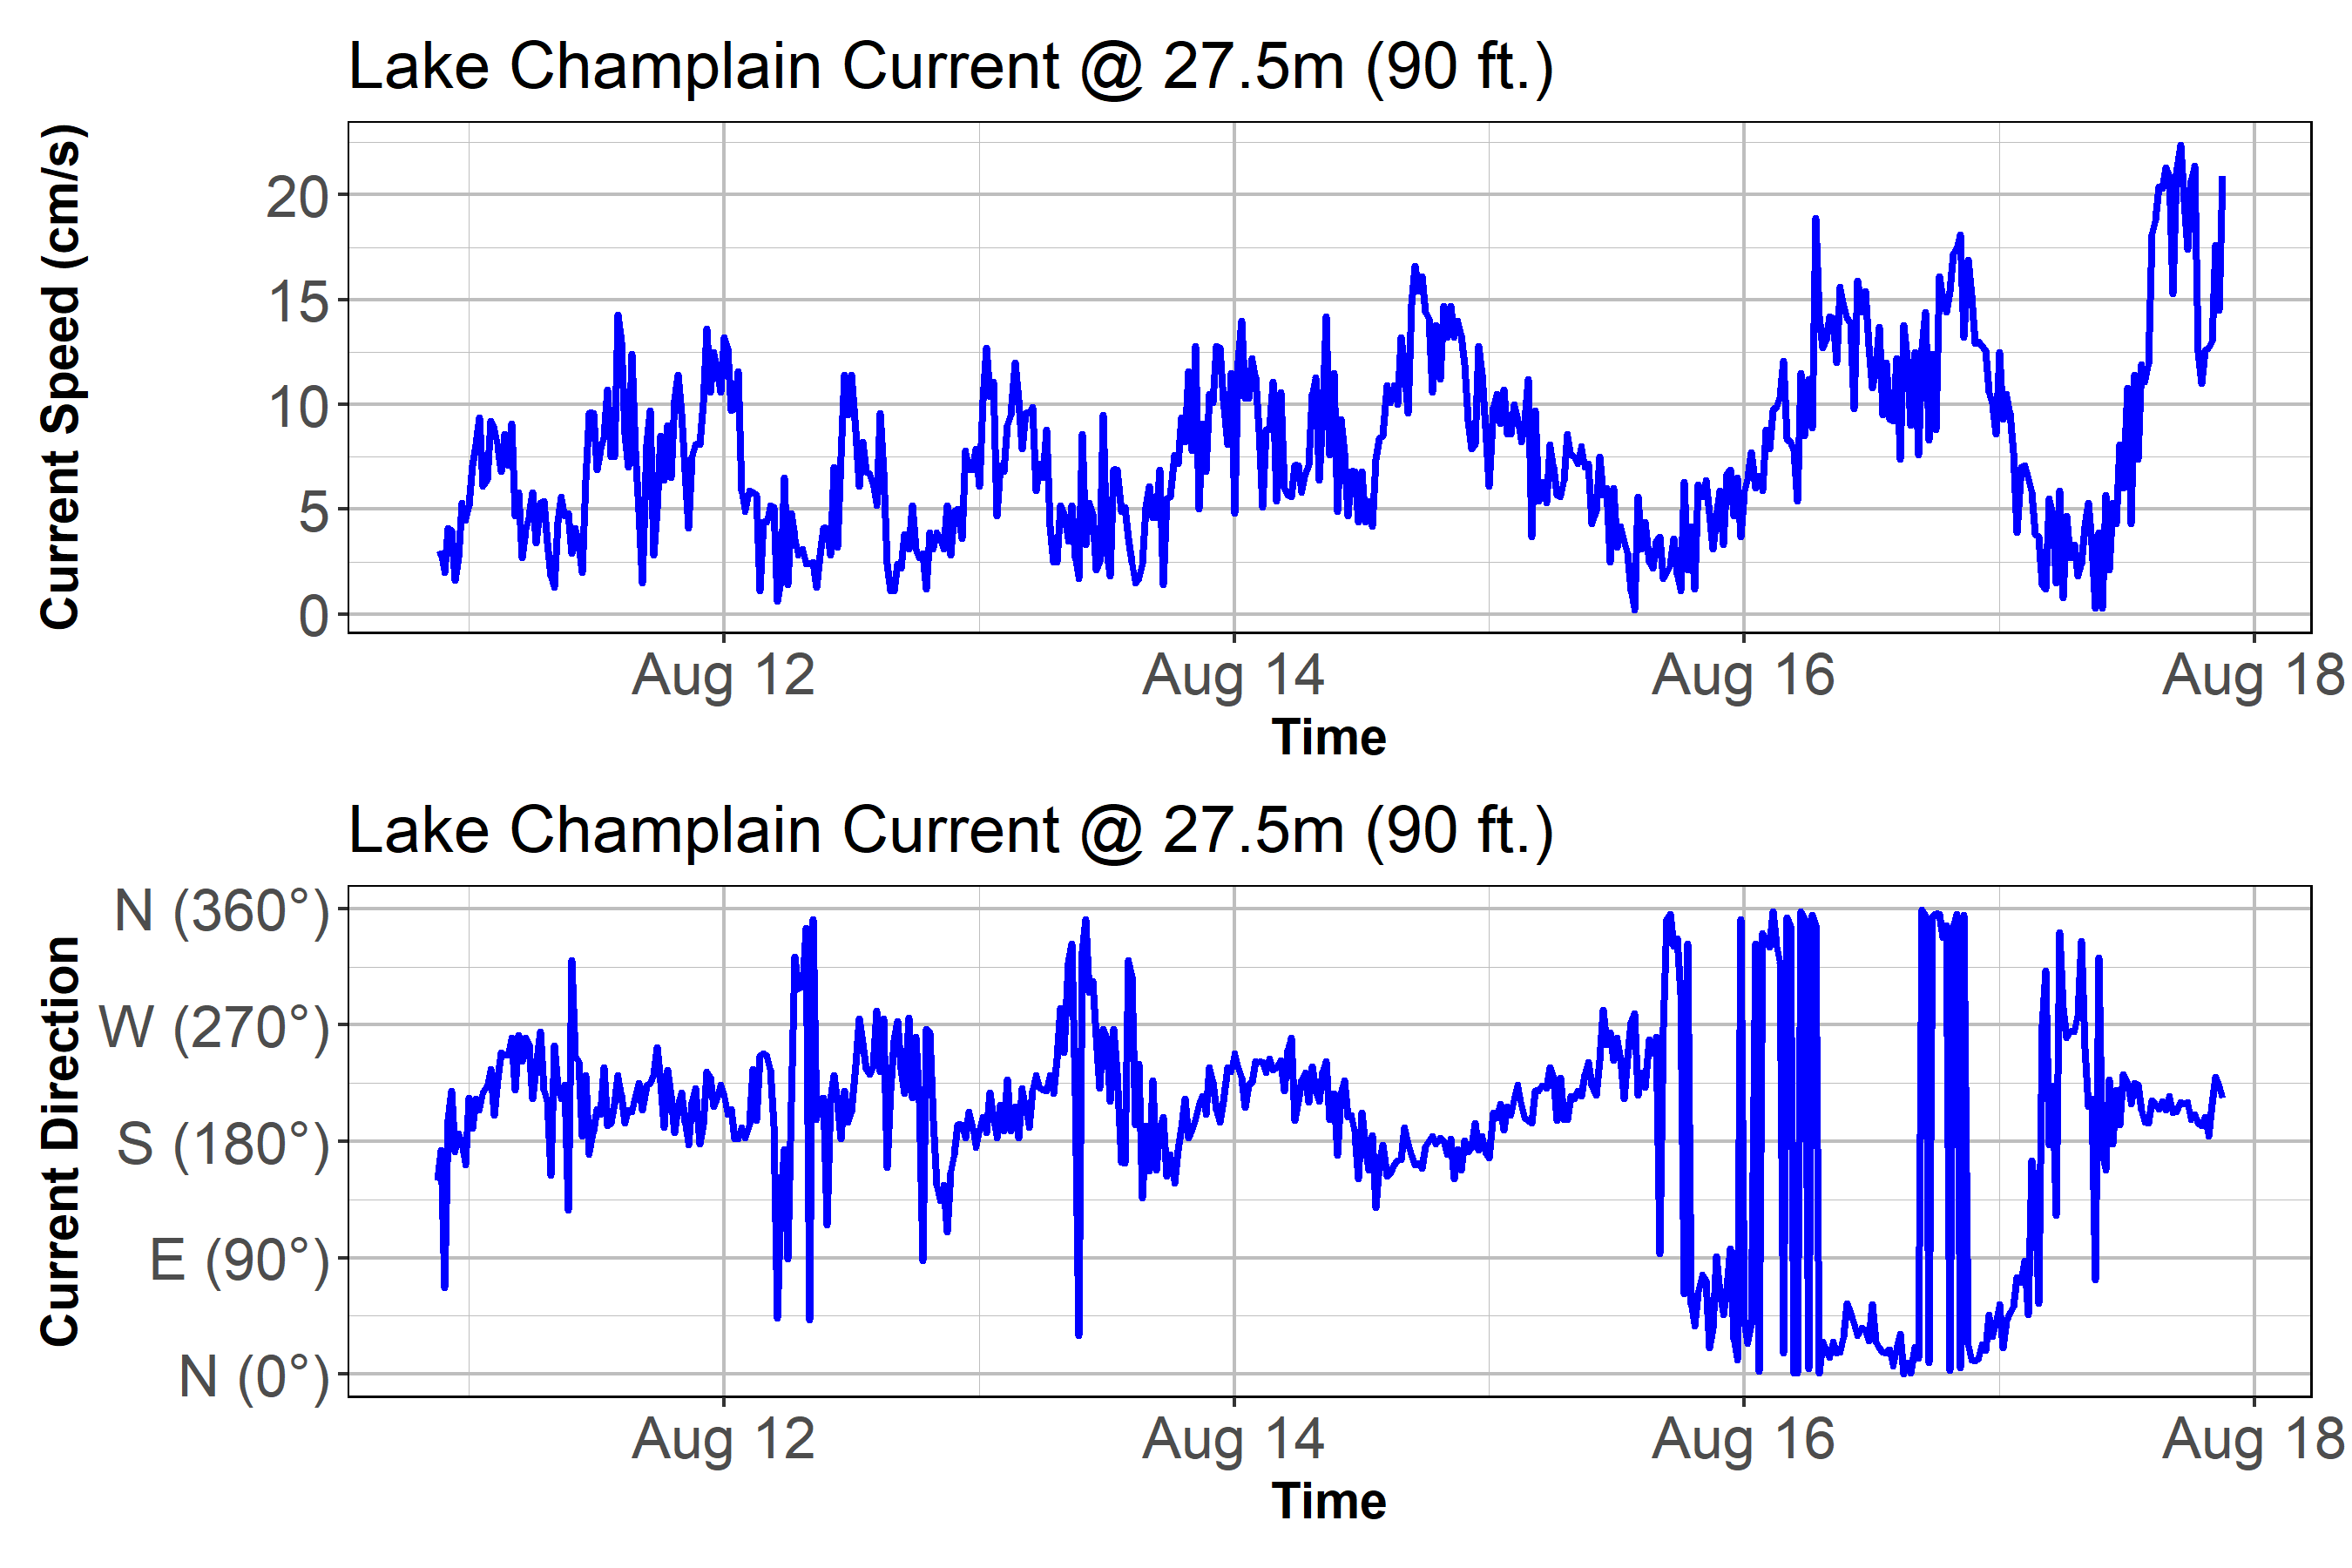 Lake Champlain Current @ 27.5m (90 ft.)
Current Speed (cm/s)
20
15
10
5
0
Aug 12 Aug 14 Aug 16 Aug 18
Time
Lake Champlain Current @ 27.5m (90 ft.)
Current Direction
N (360°)
W (270°)
S (180°)
E (90°)
N (0°)
Aug 12 Aug 14 Aug 16 Aug 18
Time